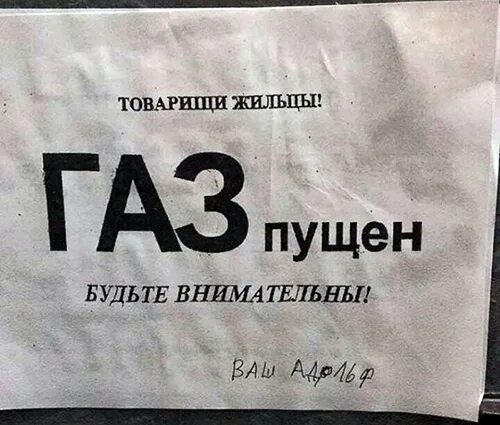 ТОВАРИЩИ ЖИЛЬЦЫ!
ГАЗ пущен
БУДЬТЕ ВНИМАТЕЛЬНЫ!
ВАШ АДОЛЬФ